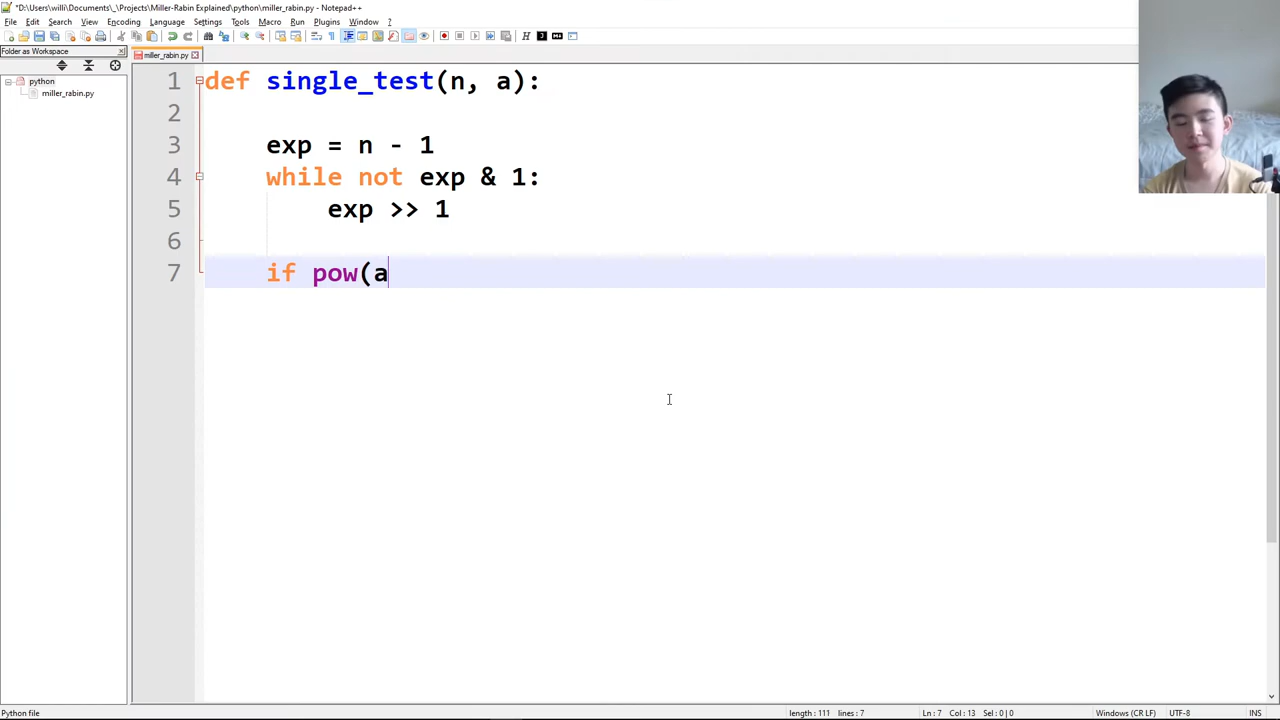 *D:\Users\willi\Documents\_\Projects\Miller-Rabin Explained\python\miller_rabin.py - Notepad++
File Edit Search View Encoding Language Settings Tools Macro Run Plugins Window ?
Folder as Workspace
miller_rabin.py
python
miller_rabin.py
1 def single_test(n, a):
2
3 exp = n - 1
4 while not exp & 1:
5 exp >> 1
6
7 if pow(a
Python file
length : 111 lines : 7
Ln : 7 Col : 13 Sel : 0 | 0
Windows (CR LF)
UTF-8
INS